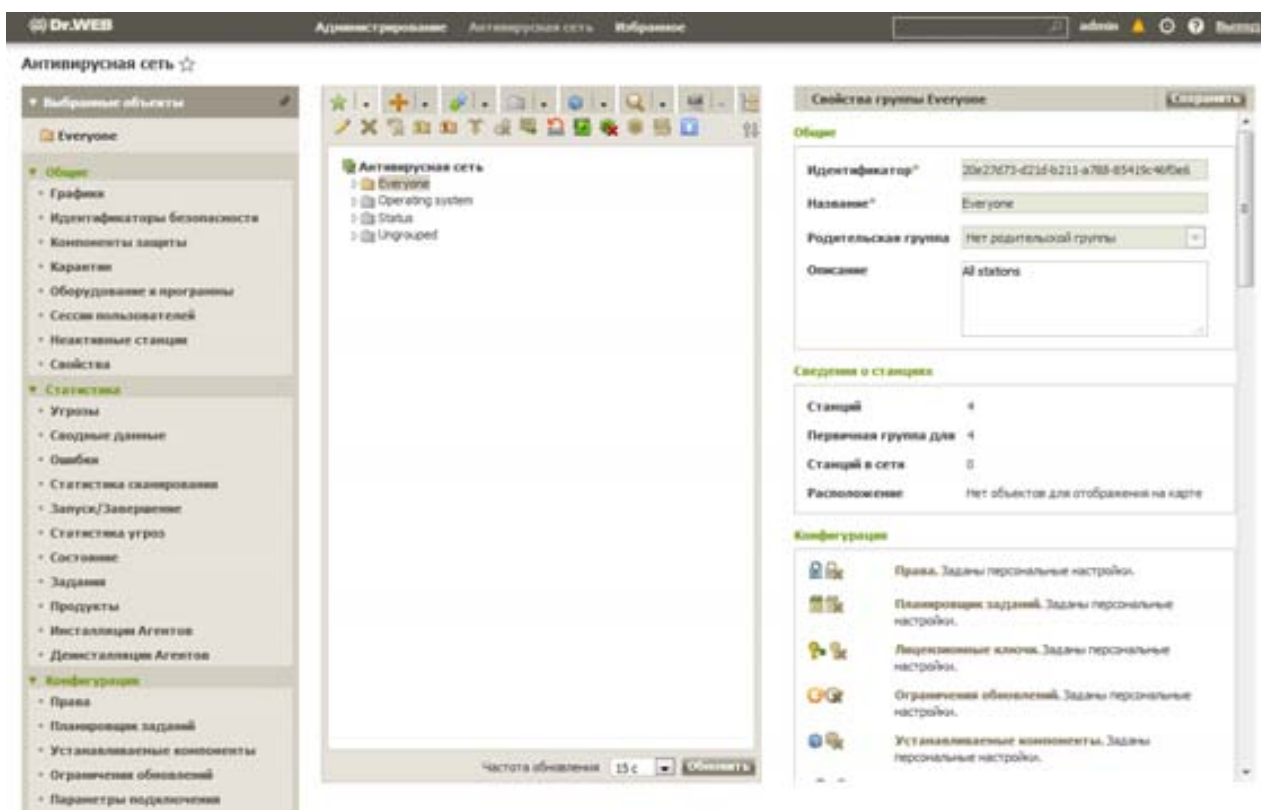 Dr.WEB
Администрирование Антивирусная сеть Избранное
admin
Антивирусная сеть
Выбранные объекты
Everyone
Общие
Графики
Идентификаторы безопасности
Компоненты защиты
Карантин
Оборудование и программы
Сессии пользователей
Неактивные станции
Свойства
Статистика
Угрозы
Сводные данные
Ошибки
Статистика сканирования
Запуск/Завершение
Статистика угроз
Состояние
Задания
Продукты
Инсталляции Агентов
Деинсталляции Агентов
Конфигурация
Права
Планировщик заданий
Устанавливаемые компоненты
Ограничения обновлений
Параметры подключения
Антивирусная сеть
Everyone
Operating system
Status
Ungrouped
Частота обновления 15 с Обновить
Свойства группы Everyone Сохранить
Общие
Идентификатор*
Название* Everyone
Родительская группа Нет родительской группы
Описание All stations
Сведения о станциях
Станций 4
Первичная группа для 4
Станций в сети 0
Расположение Нет объектов для отображения на карте
Конфигурация
Права. Заданы персональные настройки.
Планировщик заданий. Заданы персональные
настройки.
Лицензионные ключи. Заданы персональные
настройки.
Ограничения обновлений. Заданы персональные
настройки.
Устанавливаемые компоненты. Заданы
персональные настройки.